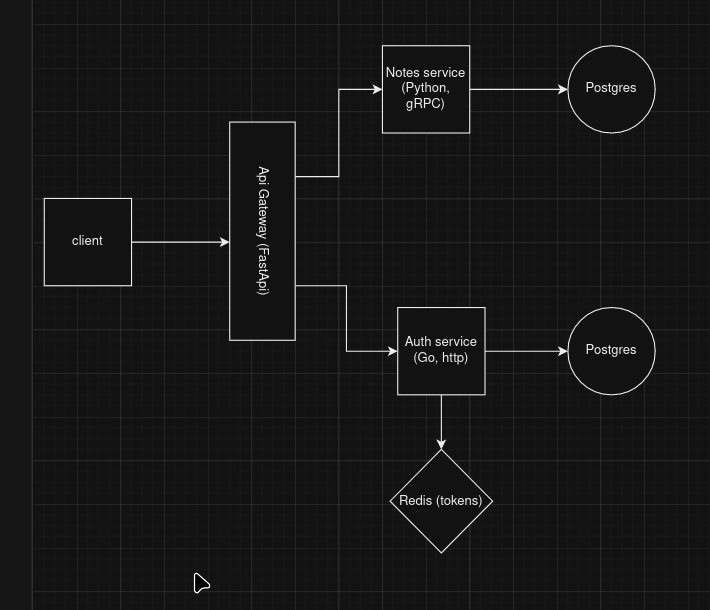 Notes service
(Python,
gRPC)
Postgres
Api Gateway (FastApi)
client
Auth service
(Go, http)
Postgres
Redis (tokens)